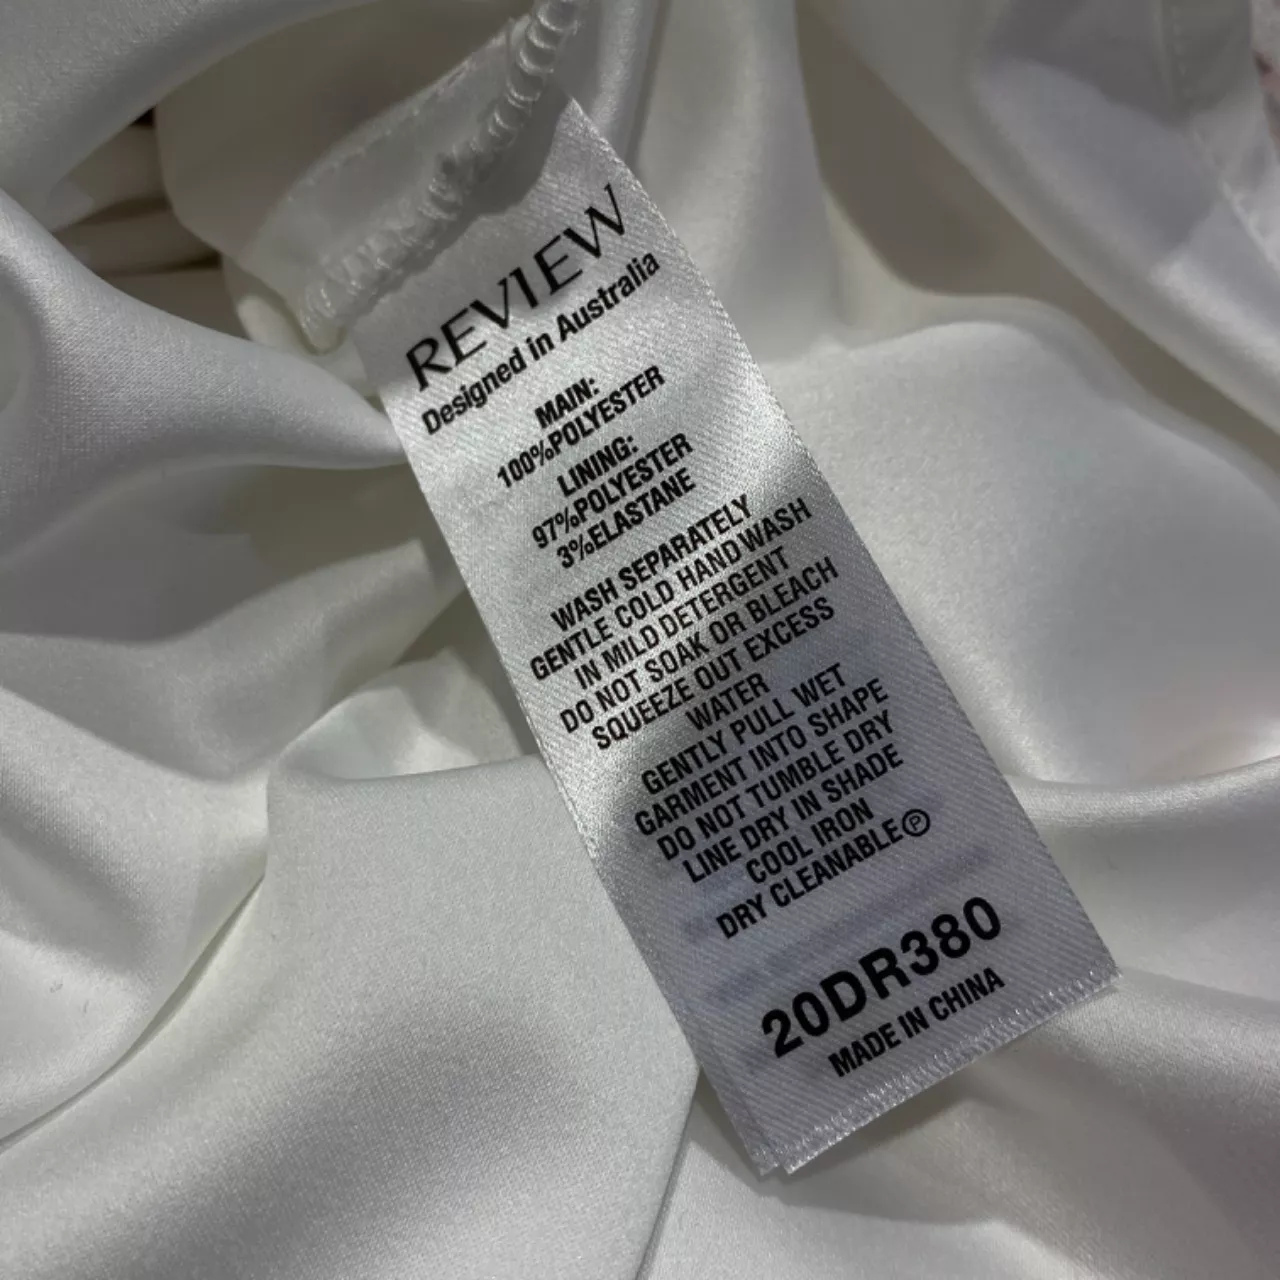 REVIEW
Designed in Australia
MAIN:
100%POLYESTER
LINING:
97%POLYESTER
3%ELASTANE
WASH SEPARATELY
GENTLE COLD HAND WASH
IN MILD DETERGENT
DO NOT SOAK OR BLEACH
SQUEEZE OUT EXCESS
WATER
GENTLY PULL WET
GARMENT INTO SHAPE
DO NOT TUMBLE DRY
LINE DRY IN SHADE
COOL IRON
DRY CLEANABLE Ⓟ
20DR380
MADE IN CHINA